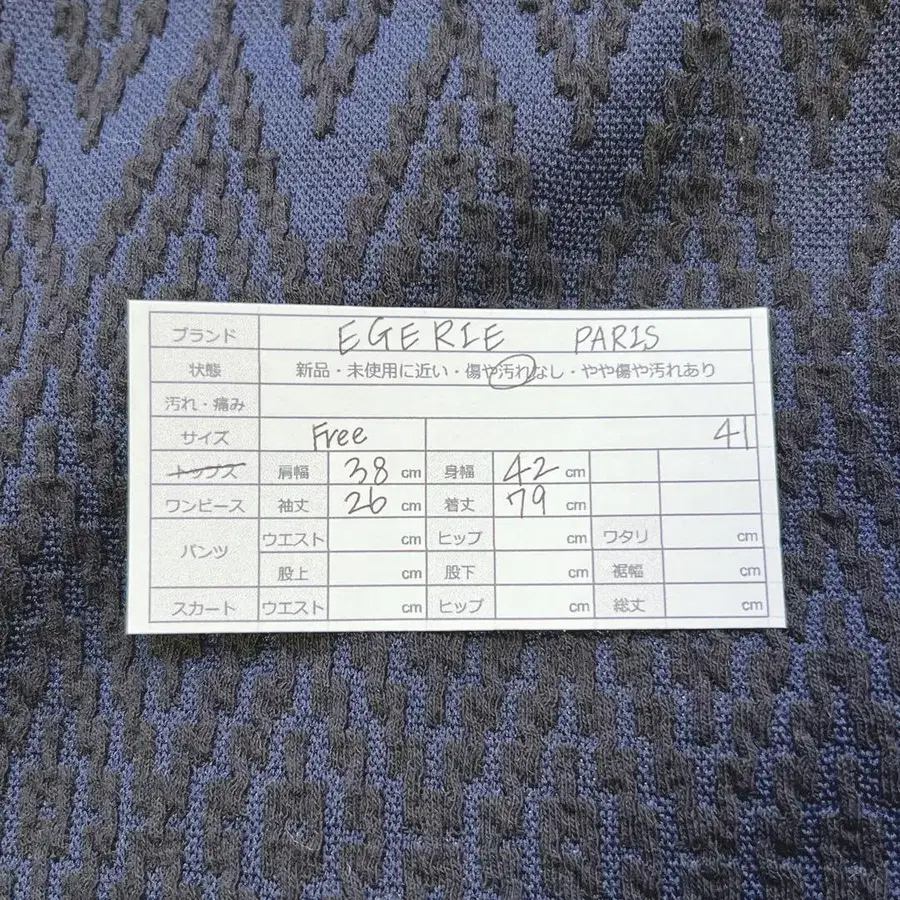 ブランド EGERIE PARIS
状態 新品・未使用に近い・傷や汚れなし・やや傷や汚れあり
汚れ・痛み
サイズ Free 41
トップス 肩幅 38 cm 身幅 42 cm
ワンピース 袖丈 26 cm 着丈 79 cm
パンツ ウエスト cm ヒップ cm ワタリ cm
股上 cm 股下 cm 裾幅 cm
スカート ウエスト cm ヒップ cm 総丈 cm